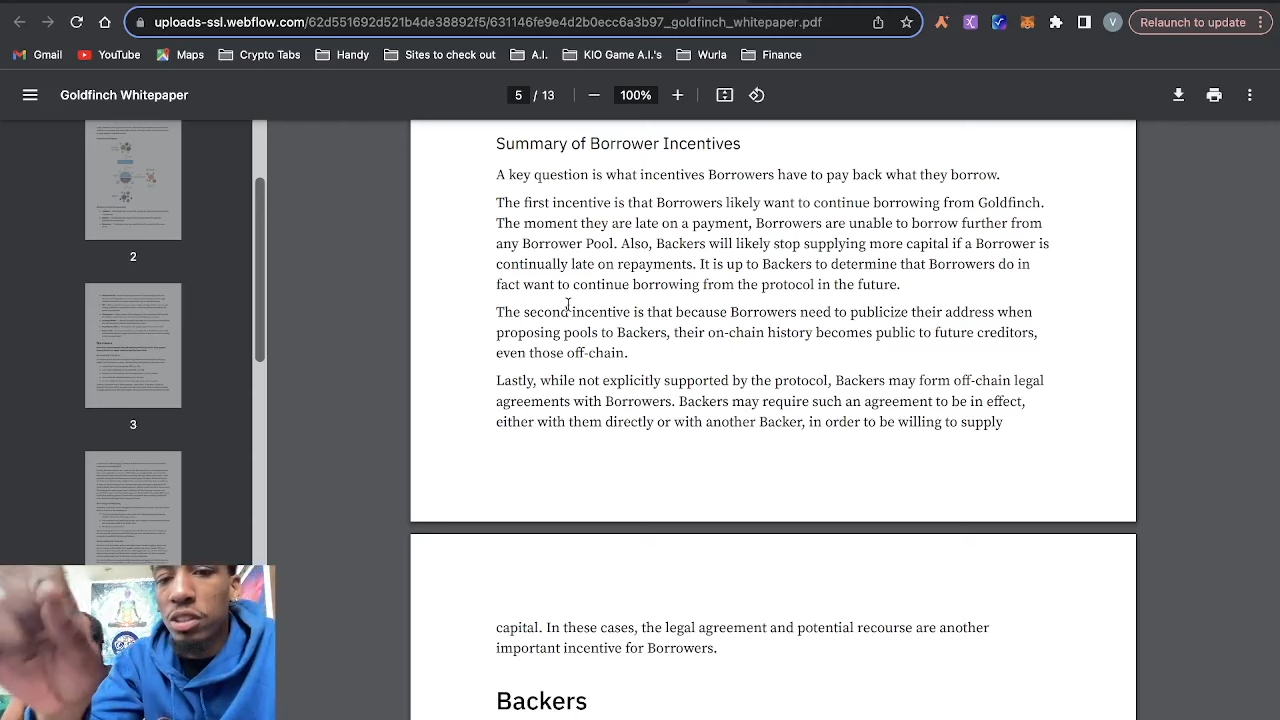 uploads-ssl.webflow.com/62d551692d521b4de38892f5/631146fe9e4d2b0ecc6a3b97_goldfinch_whitepaper.pdf
V
Relaunch to update
Gmail
YouTube
Maps
Crypto Tabs
Handy
Sites to check out
A.I.
KIO Game A.I.'s
Wurla
Finance
Goldfinch Whitepaper
5 / 13
100%
2
3
Summary of Borrower Incentives
A key question is what incentives Borrowers have to pay back what they borrow.
The first incentive is that Borrowers likely want to continue borrowing from Goldfinch.
The moment they are late on a payment, Borrowers are unable to borrow further from
any Borrower Pool. Also, Backers will likely stop supplying more capital if a Borrower is
continually late on repayments. It is up to Backers to determine that Borrowers do in
fact want to continue borrowing from the protocol in the future.
The second incentive is that because Borrowers need to publicize their address when
proposing pools to Backers, their on-chain history becomes public to future creditors,
even those off-chain.
Lastly, while not explicitly supported by the protocol, Backers may form off-chain legal
agreements with Borrowers. Backers may require such an agreement to be in effect,
either with them directly or with another Backer, in order to be willing to supply
capital. In these cases, the legal agreement and potential recourse are another
important incentive for Borrowers.
Backers